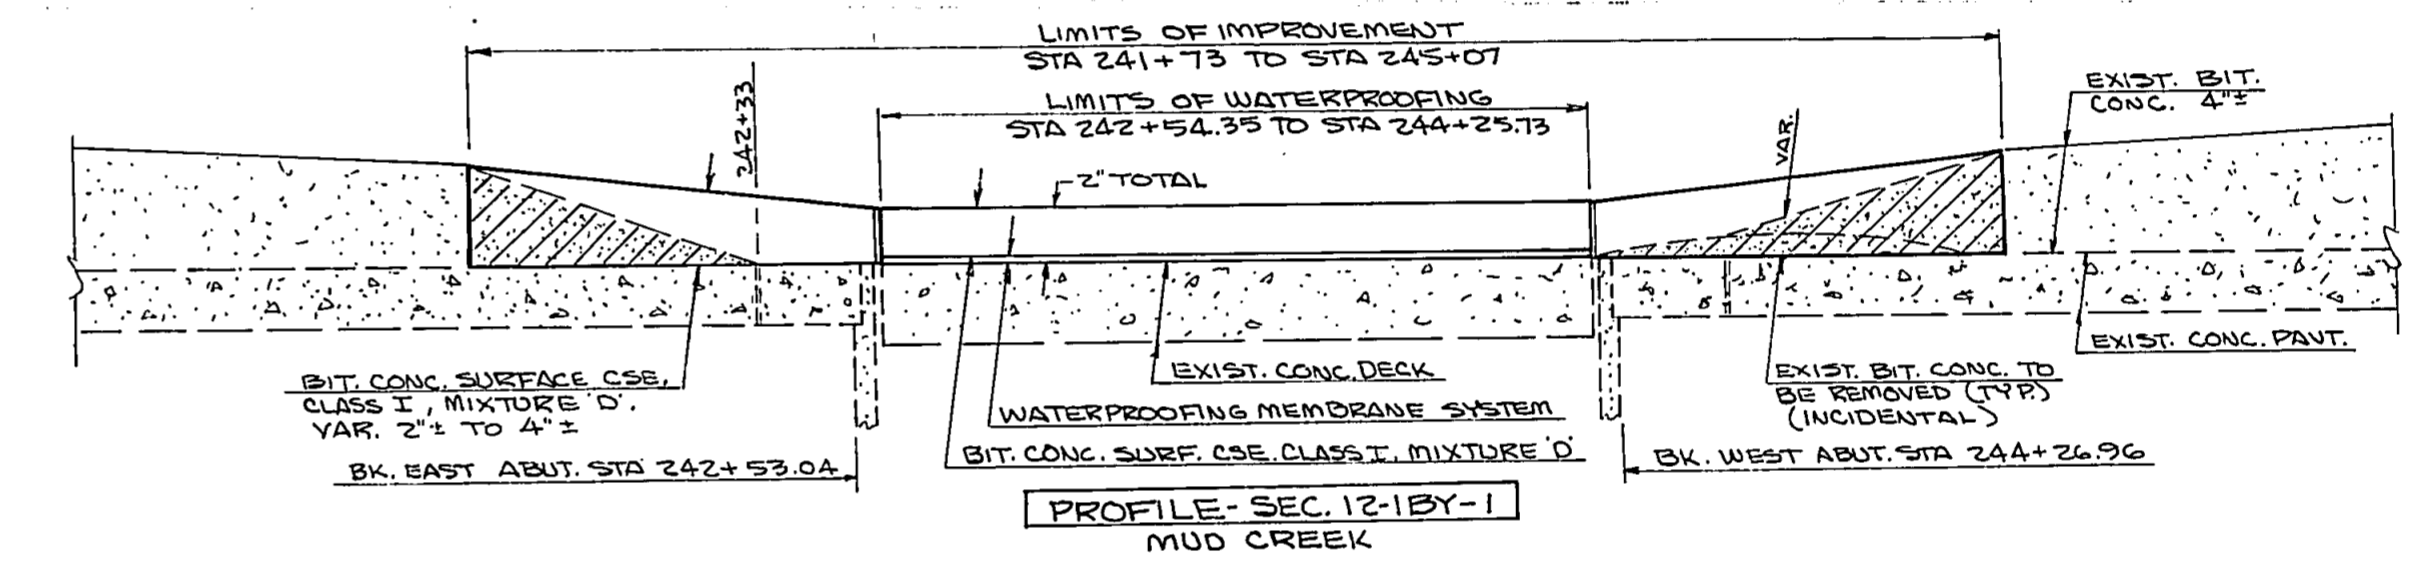 LIMITS OF IMPROVEMENT
STA 241+73 TO STA 245+07
LIMITS OF WATERPROOFING
STA 242+54.35 TO STA 244+25.73
242+33
2" TOTAL
VAR.
EXIST. BIT.
CONC. 4"±
BIT. CONC. SURFACE CSE,
CLASS I, MIXTURE 'D'.
VAR. 2"± TO 4"±
BK. EAST ABUT. STA 242+53.04
EXIST. CONC. DECK
WATERPROOFING MEMBRANE SYSTEM
BIT. CONC. SURF. CSE. CLASS I, MIXTURE 'D'
EXIST. BIT CONC. TO
BE REMOVED (TYP.)
(INCIDENTAL)
EXIST. CONC. PAVT.
BK. WEST ABUT. STA 244+26.96
PROFILE- SEC. 12-1BY-1
MUD CREEK